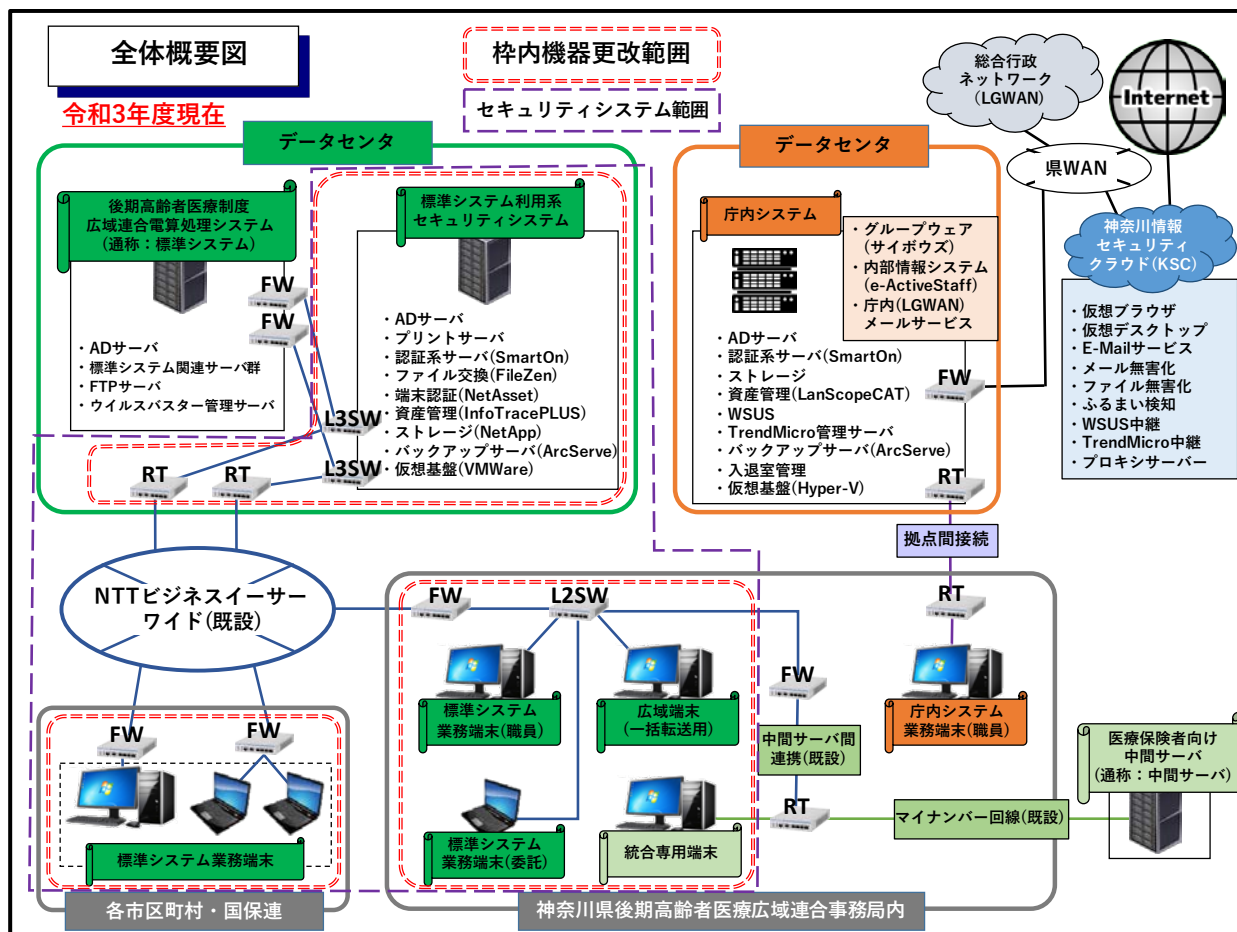 全体概要図
令和3年度現在
枠内機器更改範囲
セキュリティシステム範囲
総合行政
ネットワーク
(LGWAN)
Internet
県WAN
データセンタ
後期高齢者医療制度
広域連合電算処理システム
(通称：標準システム)
・ADサーバ
・標準システム関連サーバ群
・FTPサーバ
・ウイルスバスター管理サーバ
FW
FW
標準システム利用系
セキュリティシステム
・ADサーバ
・プリントサーバ
・認証系サーバ(SmartOn)
・ファイル交換(FileZen)
・端末認証(NetAsset)
・資産管理(InfoTracePLUS)
・ストレージ(NetApp)
・バックアップサーバ(ArcServe)
・仮想基盤(VMWare)
L3SW
L3SW
RT
RT
データセンタ
庁内システム
・グループウェア
(サイボウズ)
・内部情報システム
(e-ActiveStaff)
・庁内(LGWAN)
メールサービス
・ADサーバ
・認証系サーバ(SmartOn)
・ストレージ
・資産管理(LanScopeCAT)
・WSUS
・TrendMicro管理サーバ
・バックアップサーバ(ArcServe)
・入退室管理
・仮想基盤(Hyper-V)
FW
RT
神奈川情報
セキュリティ
クラウド(KSC)
・仮想ブラウザ
・仮想デスクトップ
・E-Mailサービス
・メール無害化
・ファイル無害化
・ふるまい検知
・WSUS中継
・TrendMicro中継
・プロキシサーバー
拠点間接続
NTTビジネスイーサー
ワイド(既設)
FW
L2SW
RT
標準システム
業務端末(職員)
広域端末
(一括転送用)
FW
庁内システム
業務端末(職員)
中間サーバ間
連携(既設)
医療保険者向け
中間サーバ
(通称：中間サーバ)
RT
マイナンバー回線(既設)
標準システム
業務端末(委託)
統合専用端末
FW
FW
標準システム業務端末
各市区町村・国保連
神奈川県後期高齢者医療広域連合事務局内